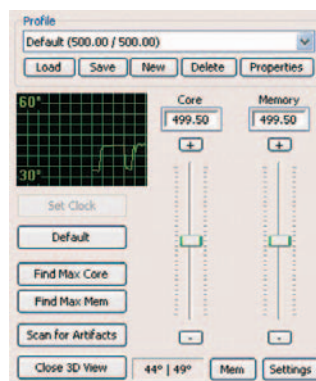 Profile
Default (500.00 / 500.00)
Load Save New Delete Properties
Core Memory
60°
499.50 499.50
+ +
30°
Set Clock
Default
Find Max Core
Find Max Mem
Scan for Artifacts
- -
Close 3D View 44° | 49° Mem Settings